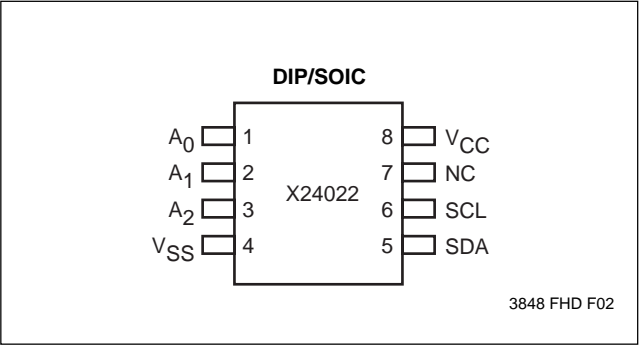 DIP/SOIC
A0 1 8 VCC
A1 2 7 NC
X24022
A2 3 6 SCL
VSS 4 5 SDA
3848 FHD F02